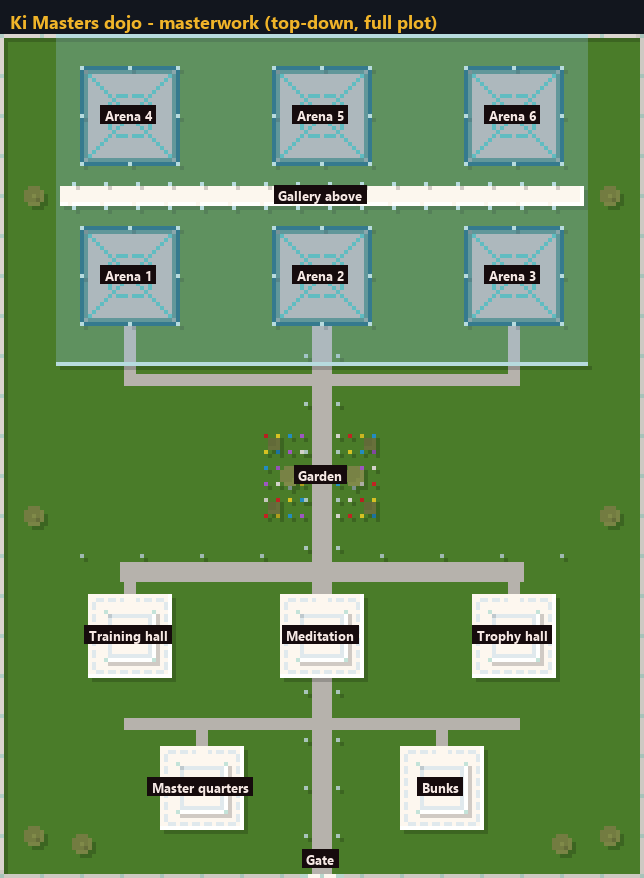 Ki Masters dojo - masterwork (top-down, full plot)
Arena 4
Arena 5
Arena 6
Gallery above
Arena 1
Arena 2
Arena 3
Garden
Training hall
Meditation
Trophy hall
Master quarters
Bunks
Gate